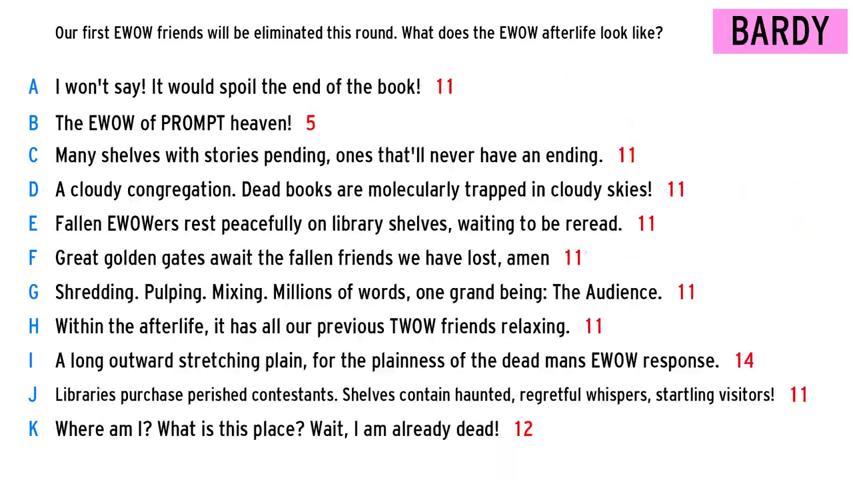 Our first EWOW friends will be eliminated this round. What does the EWOW afterlife look like?
BARDY
A I won't say! It would spoil the end of the book! 11
B The EWOW of PROMPT heaven! 5
C Many shelves with stories pending, ones that'll never have an ending. 11
D A cloudy congregation. Dead books are molecularly trapped in cloudy skies! 11
E Fallen EWOWers rest peacefully on library shelves, waiting to be reread. 11
F Great golden gates await the fallen friends we have lost, amen 11
G Shredding. Pulping. Mixing. Millions of words, one grand being: The Audience. 11
H Within the afterlife, it has all our previous TWOW friends relaxing. 11
I A long outward stretching plain, for the plainness of the dead mans EWOW response. 14
J Libraries purchase perished contestants. Shelves contain haunted, regretful whispers, startling visitors! 11
K Where am I? What is this place? Wait, I am already dead! 12